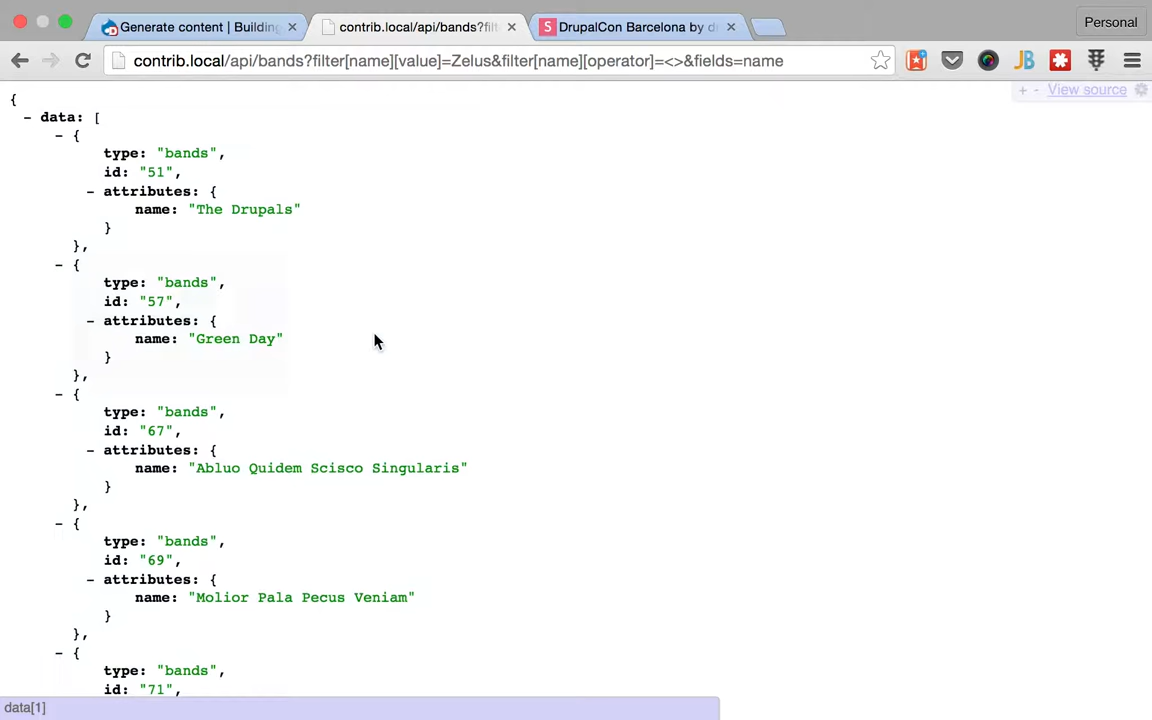 Generate content | Building
contrib.local/api/bands?filt
DrupalCon Barcelona by d
Personal
contrib.local/api/bands?filter[name][value]=Zelus&filter[name][operator]=<>&fields=name
+ - View source
{
- data: [
- {
type: "bands",
id: "51",
- attributes: {
name: "The Drupals"
}
},
- {
type: "bands",
id: "57",
- attributes: {
name: "Green Day"
}
},
- {
type: "bands",
id: "67",
- attributes: {
name: "Abluo Quidem Scisco Singularis"
}
},
- {
type: "bands",
id: "69",
- attributes: {
name: "Molior Pala Pecus Veniam"
}
},
- {
type: "bands",
id: "71",
data[1]